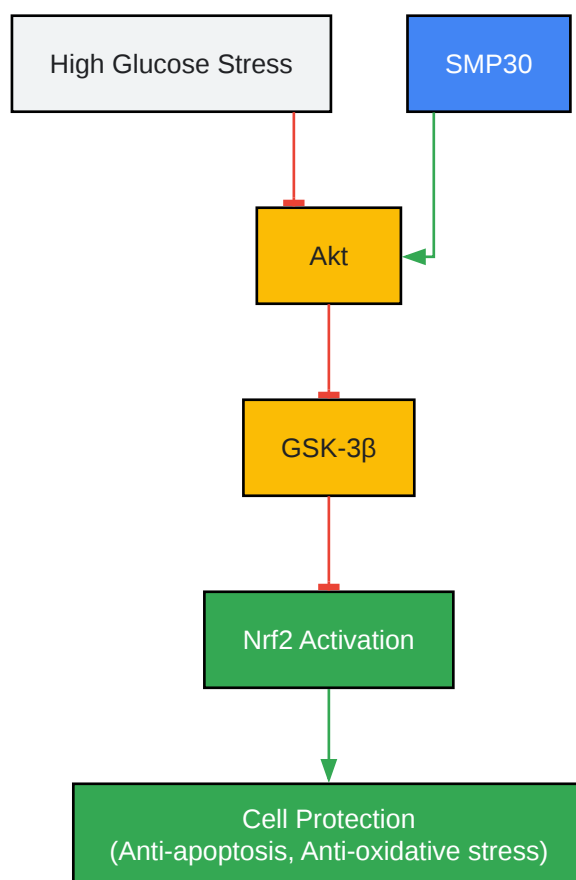 High Glucose Stress
SMP30
Akt
GSK-3β
Nrf2 Activation
Cell Protection
(Anti-apoptosis, Anti-oxidative stress)